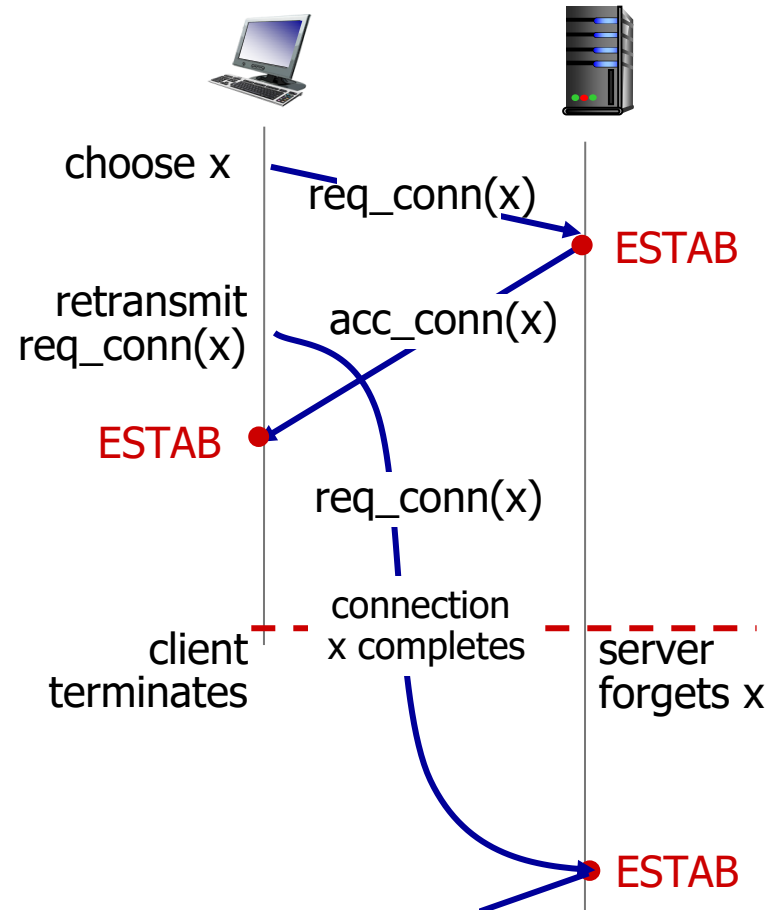 choose x
req_conn(x)
ESTAB
retransmit
req_conn(x)
acc_conn(x)
ESTAB
req_conn(x)
connection
x completes
client
terminates
server
forgets x
ESTAB